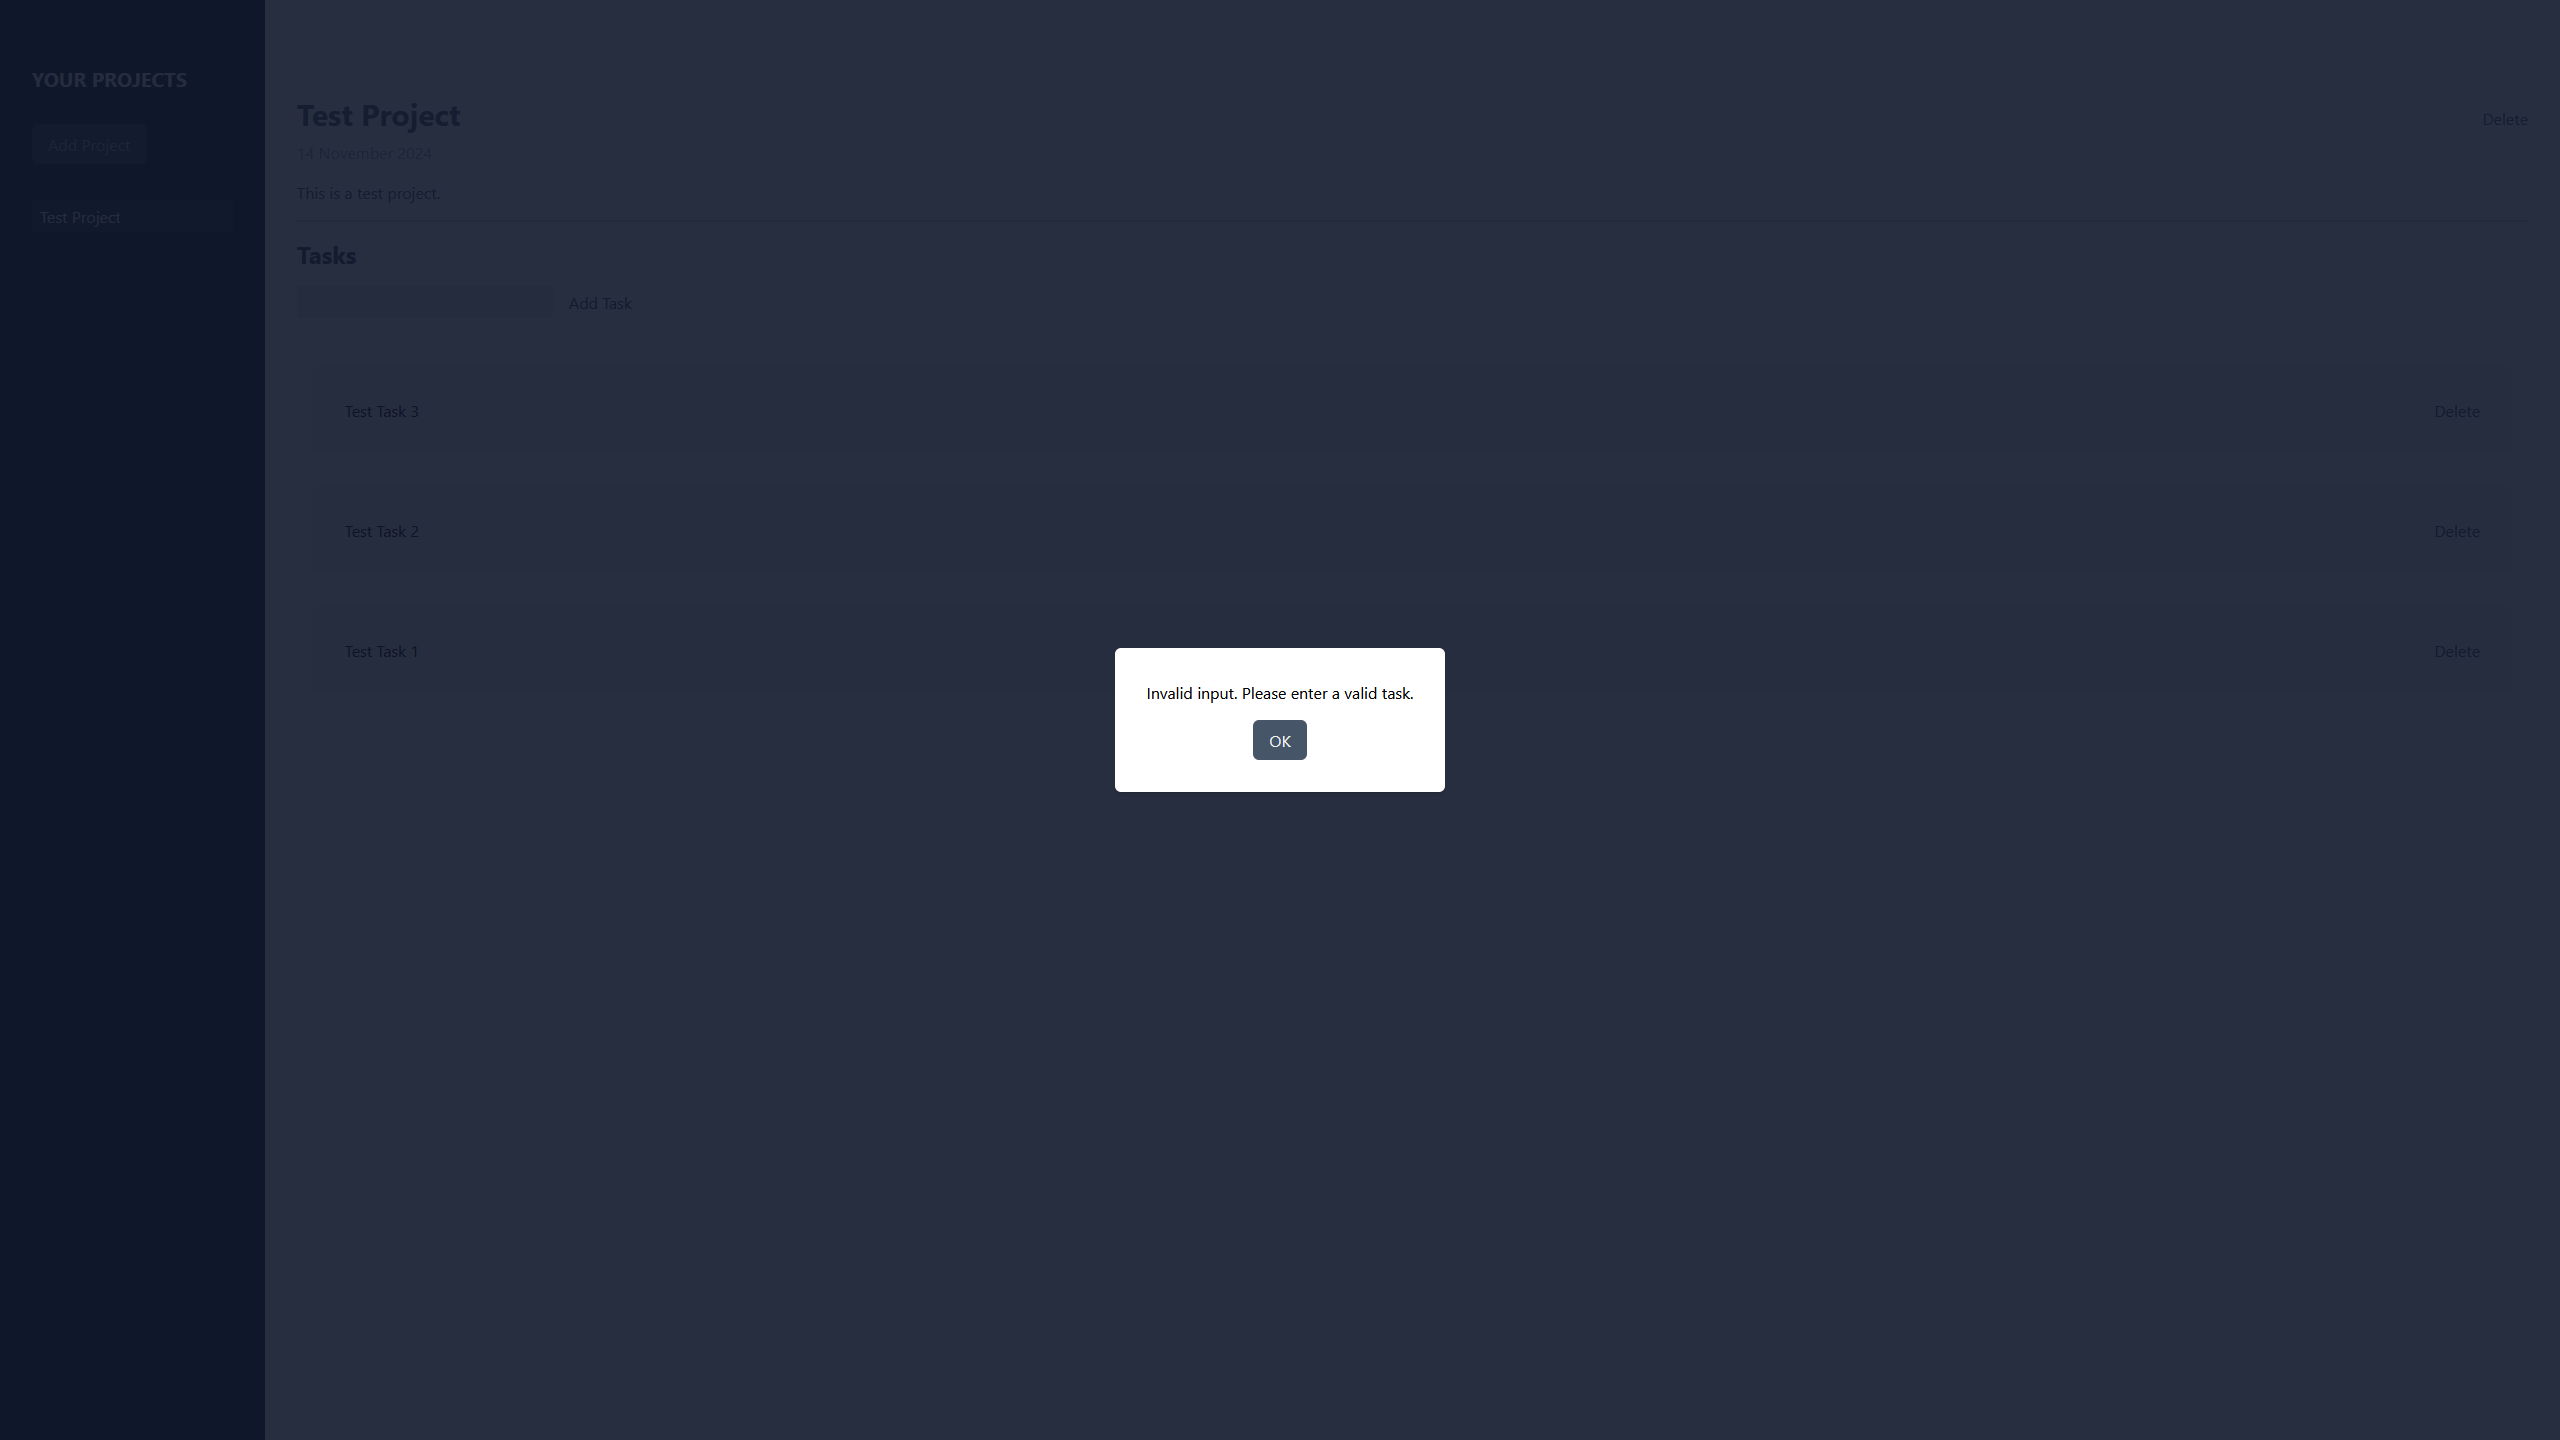 YOUR PROJECTS
Add Project
Test Project
Test Project
Delete
14 November 2024
This is a test project.
Tasks
Add Task
Test Task 3
Delete
Test Task 2
Delete
Test Task 1
Delete
Invalid input. Please enter a valid task.
OK